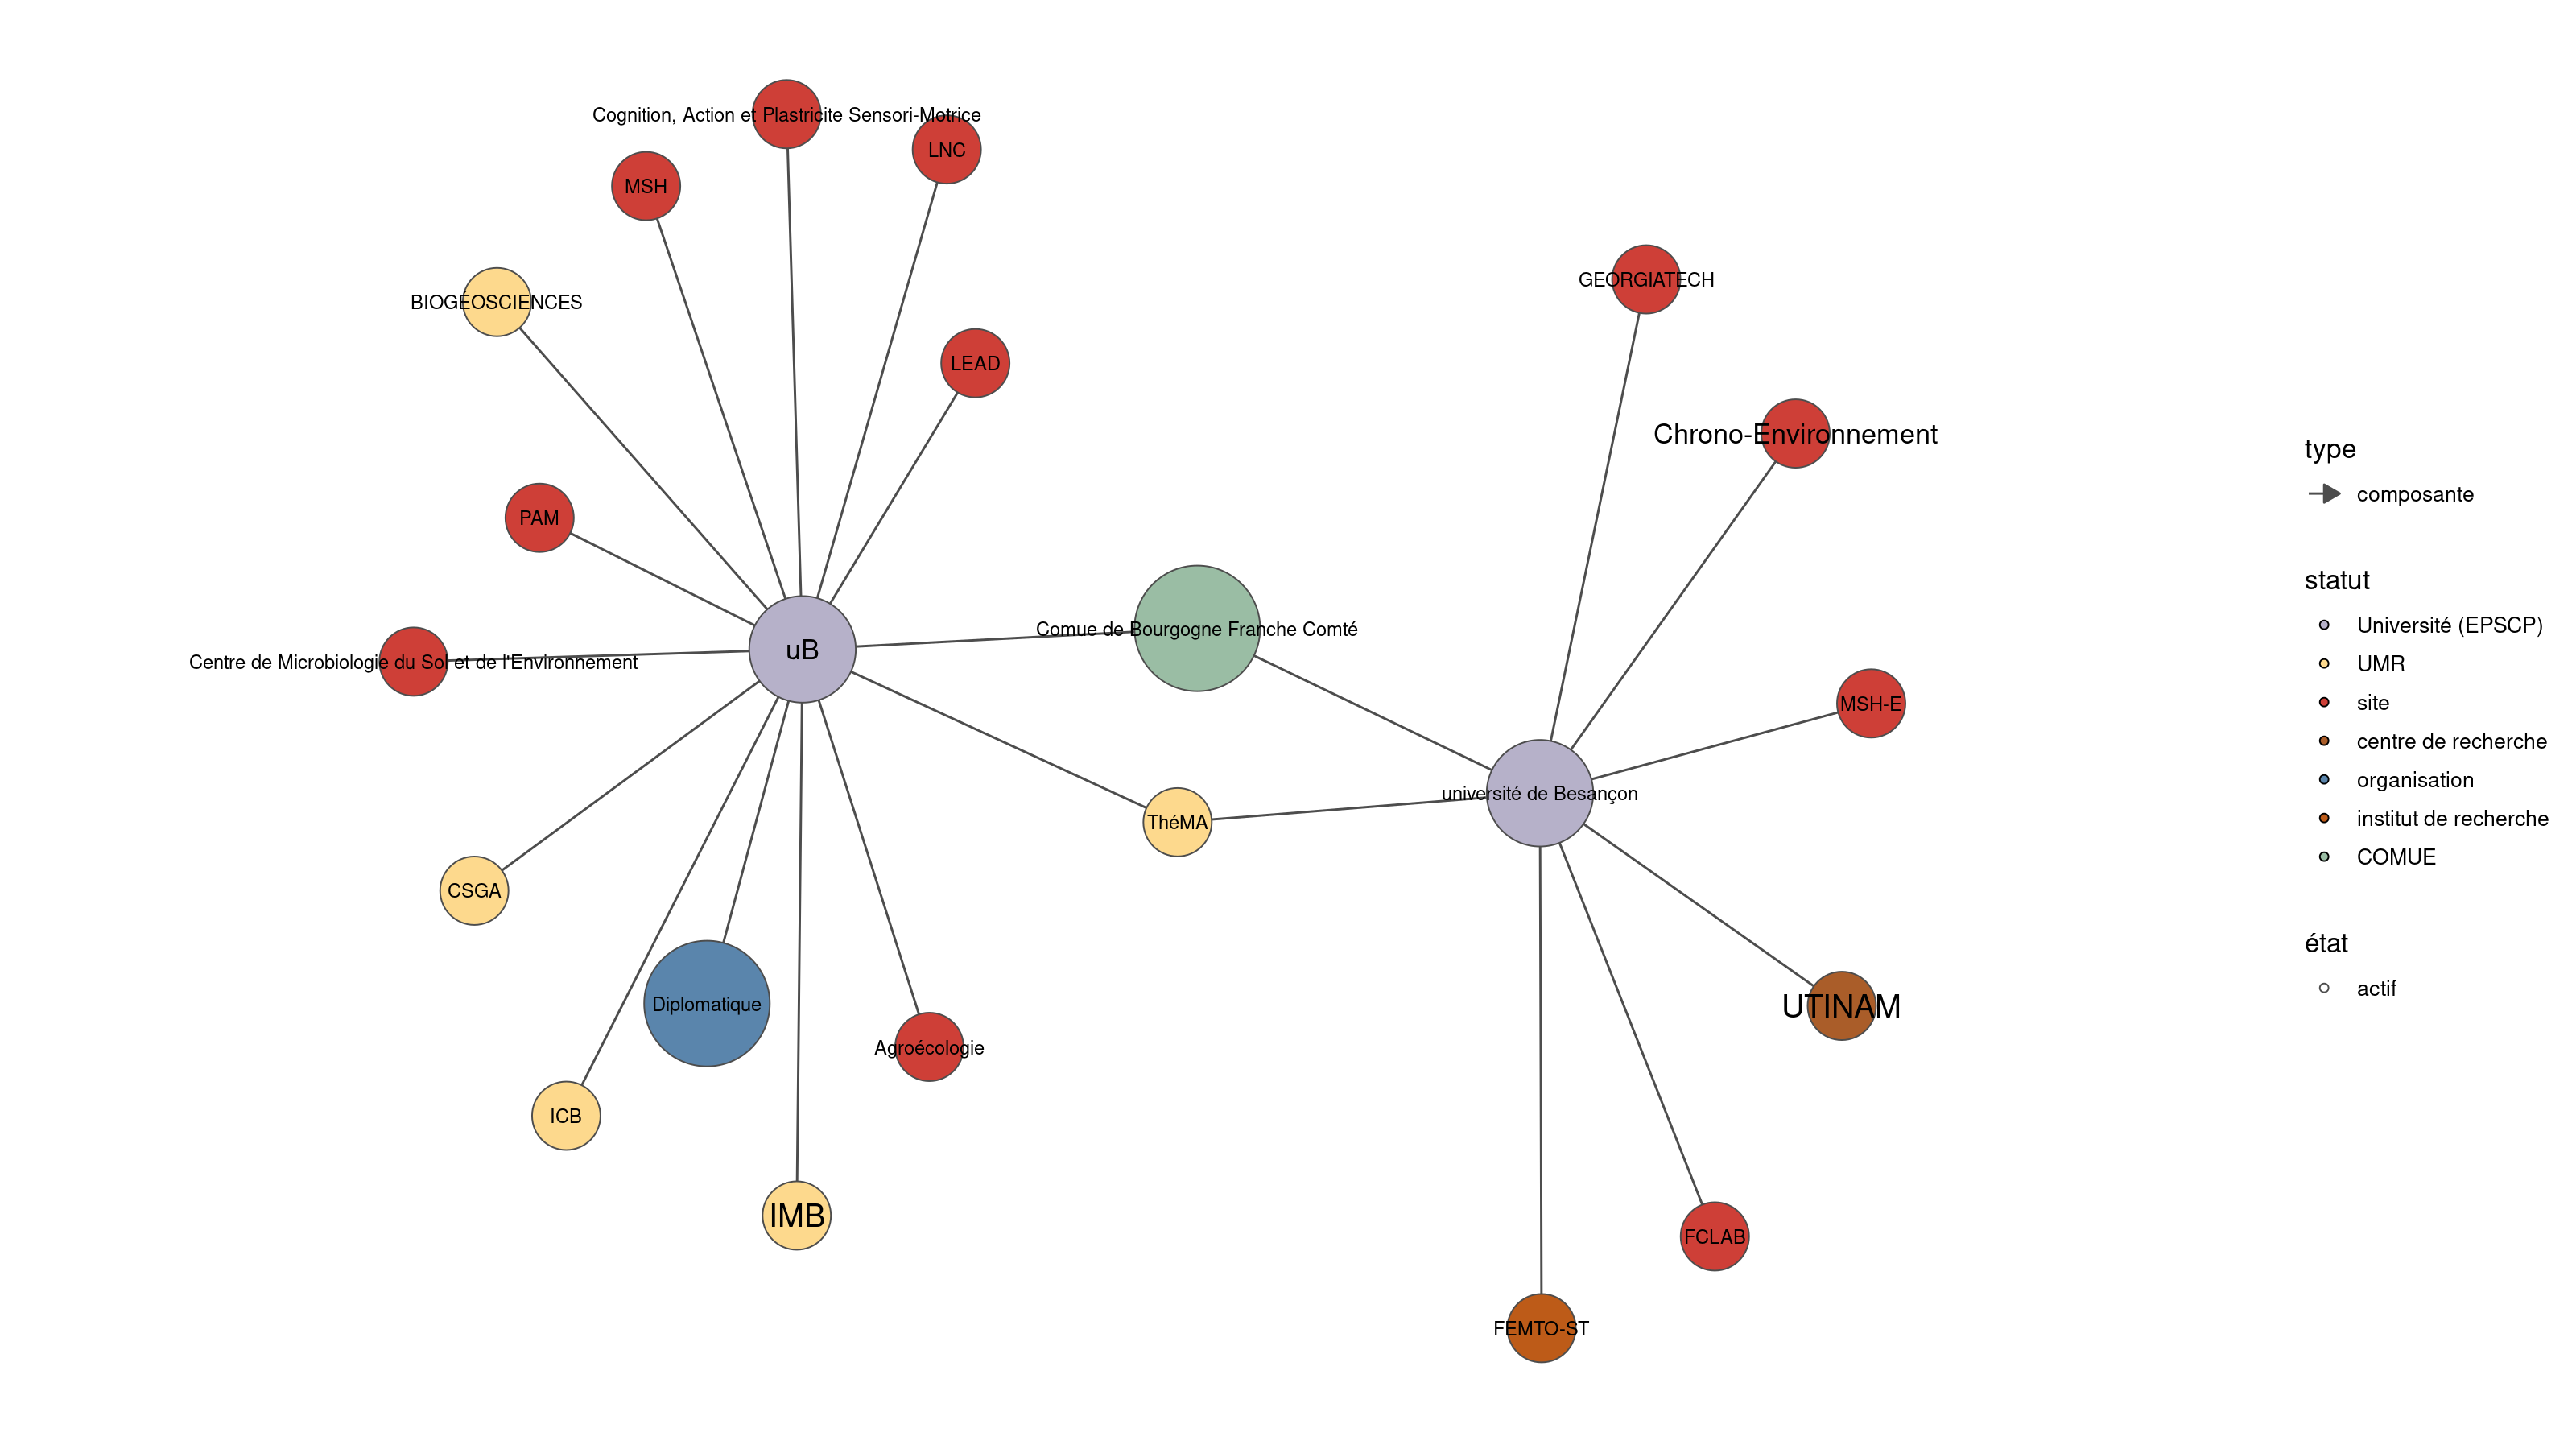 Cognition, Action et Plastricite Sensori-Motrice
LNC
MSH
GEORGIATECH
BIOGÉOSCIENCES
LEAD
Chrono-Environnement
PAM
Comue de Bourgogne Franche Comté
uB
Centre de Microbiologie du Sol et de l'Environnement
MSH-E
université de Besançon
ThéMA
CSGA
Diplomatique
UTINAM
Agroécologie
ICB
IMB
FCLAB
FEMTO-ST
type
composante
statut
Université (EPSCP)
UMR
site
centre de recherche
organisation
institut de recherche
COMUE
état
actif